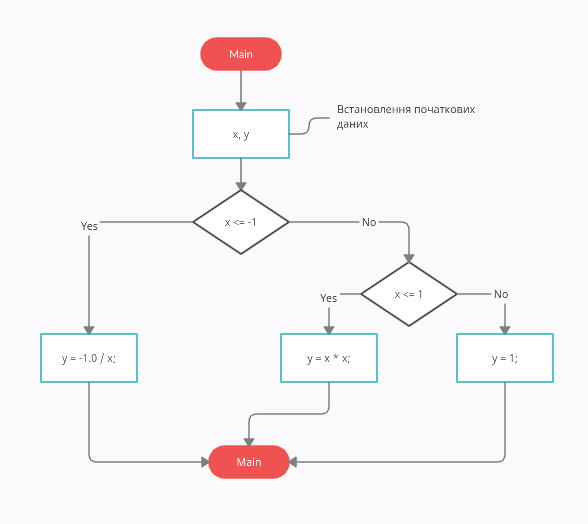 Main
x, y
Встановлення початкових
даних
x <= -1
Yes
No
x <= 1
Yes
No
y = -1.0 / x;
y = x * x;
y = 1;
Main